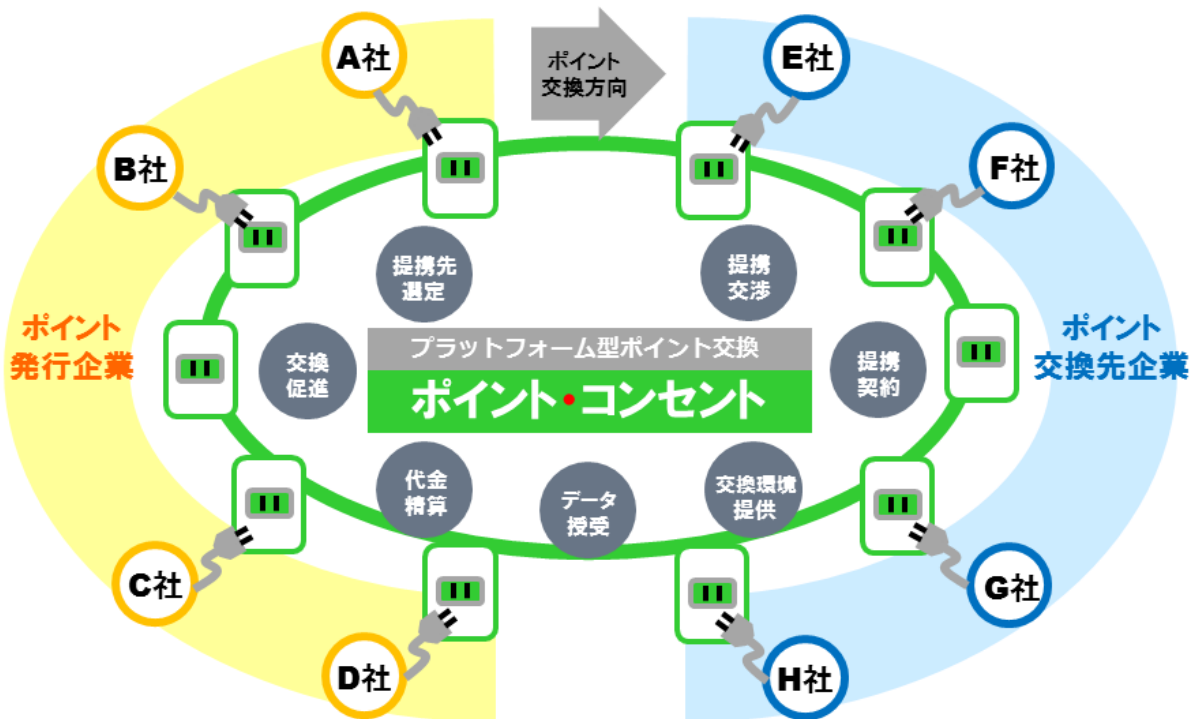 A社
ポイント
交換方向
E社
B社
F社
提携先
選定
提携
交渉
ポイント
発行企業
交換
促進
プラットフォーム型ポイント交換
ポイント・コンセント
提携
契約
ポイント
交換先企業
代金
精算
データ
授受
交換環境
提供
C社
G社
D社
H社